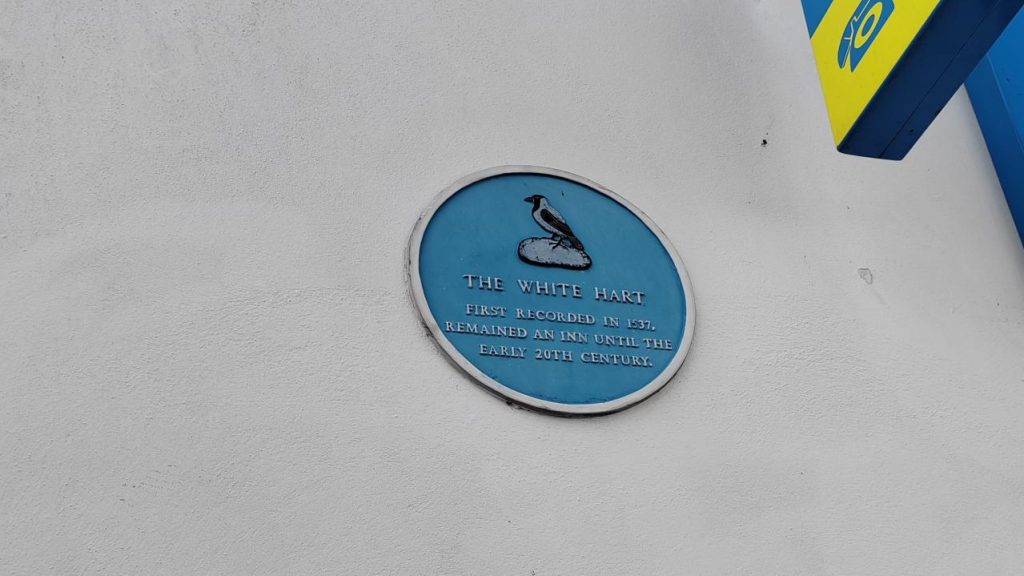 THE WHITE HART
FIRST RECORDED IN 1537.
REMAINED AN INN UNTIL THE
EARLY 20TH CENTURY.